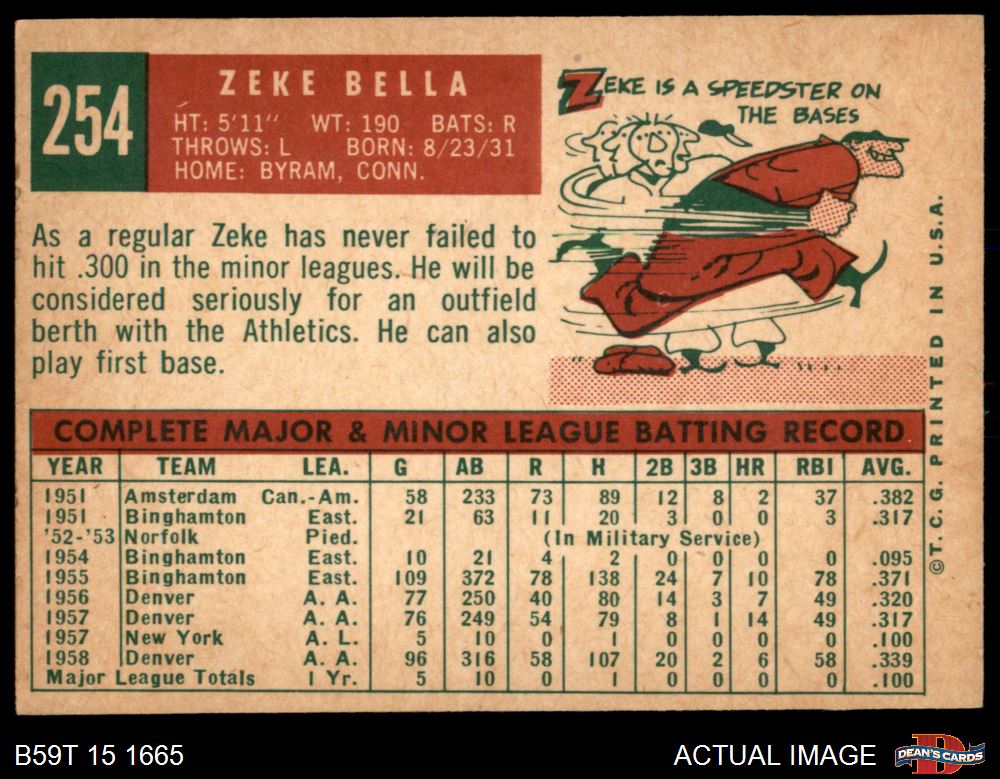 254
ZEKE BELLA
HT: 5'11" WT: 190 BATS: R
THROWS: L BORN: 8/23/31
HOME: BYRAM, CONN.
As a regular Zeke has never failed to
hit .300 in the minor leagues. He will be
considered seriously for an outfield
berth with the Athletics. He can also
play first base.
ZEKE IS A SPEEDSTER ON
THE BASES
COMPLETE MAJOR & MINOR LEAGUE BATTING RECORD
YEAR TEAM LEA. G AB R H 2B 3B HR RBI AVG.
1951 Amsterdam Can.-Am. 58 233 73 89 12 8 2 37 .382
1951 Binghamton East. 21 63 11 20 3 0 0 3 .317
'52-'53 Norfolk Pied. (In Military Service)
1954 Binghamton East. 10 21 4 2 0 0 0 0 .095
1955 Binghamton East. 109 372 78 138 24 7 10 78 .371
1956 Denver A. A. 77 250 40 80 14 3 7 49 .320
1957 Denver A. A. 76 249 54 79 8 1 14 49 .317
1957 New York A. L. 5 10 0 1 0 0 0 0 .100
1958 Denver A. A. 96 316 58 107 20 2 6 58 .339
Major League Totals 1 Yr. 5 10 0 1 0 0 0 0 .100
©T. C. G. PRINTED IN U.S.A.
B59T 15 1665
ACTUAL IMAGE
DEAN'S CARDS